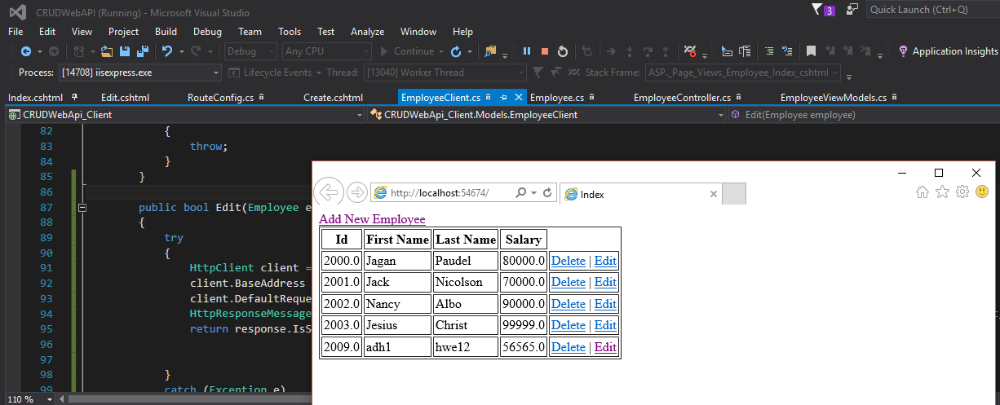 CRUDWebAPI (Running) - Microsoft Visual Studio
3
Quick Launch (Ctrl+Q)
File Edit View Project Build Debug Team Tools Test Analyze Window Help
Debug Any CPU Continue Application Insights
Process: [14708] iisexpress.exe Lifecycle Events Thread: [13040] Worker Thread Stack Frame: ASP._Page_Views_Employee_Index_cshtml
Index.cshtml Edit.cshtml RouteConfig.cs Create.cshtml EmployeeClient.cs Employee.cs EmployeeController.cs EmployeeViewModels.cs
CRUDWebApi_Client CRUDWebApi_Client.Models.EmployeeClient Edit(Employee employee)
82 {
83 throw;
84 }
85 }
86
87 public bool Edit(Employee e
88 {
89 try
90 {
91 HttpClient client =
92 client.BaseAddress
93 client.DefaultReque
94 HttpResponseMessage
95 return response.IsS
96
97
98 }
99 catch (Exception e)
110 %
http://localhost:54674/ Index
Add New Employee
Id First Name Last Name Salary
2000.0 Jagan Paudel 80000.0 Delete | Edit
2001.0 Jack Nicolson 70000.0 Delete | Edit
2002.0 Nancy Albo 90000.0 Delete | Edit
2003.0 Jesius Christ 99999.0 Delete | Edit
2009.0 adh1 hwe12 56565.0 Delete | Edit